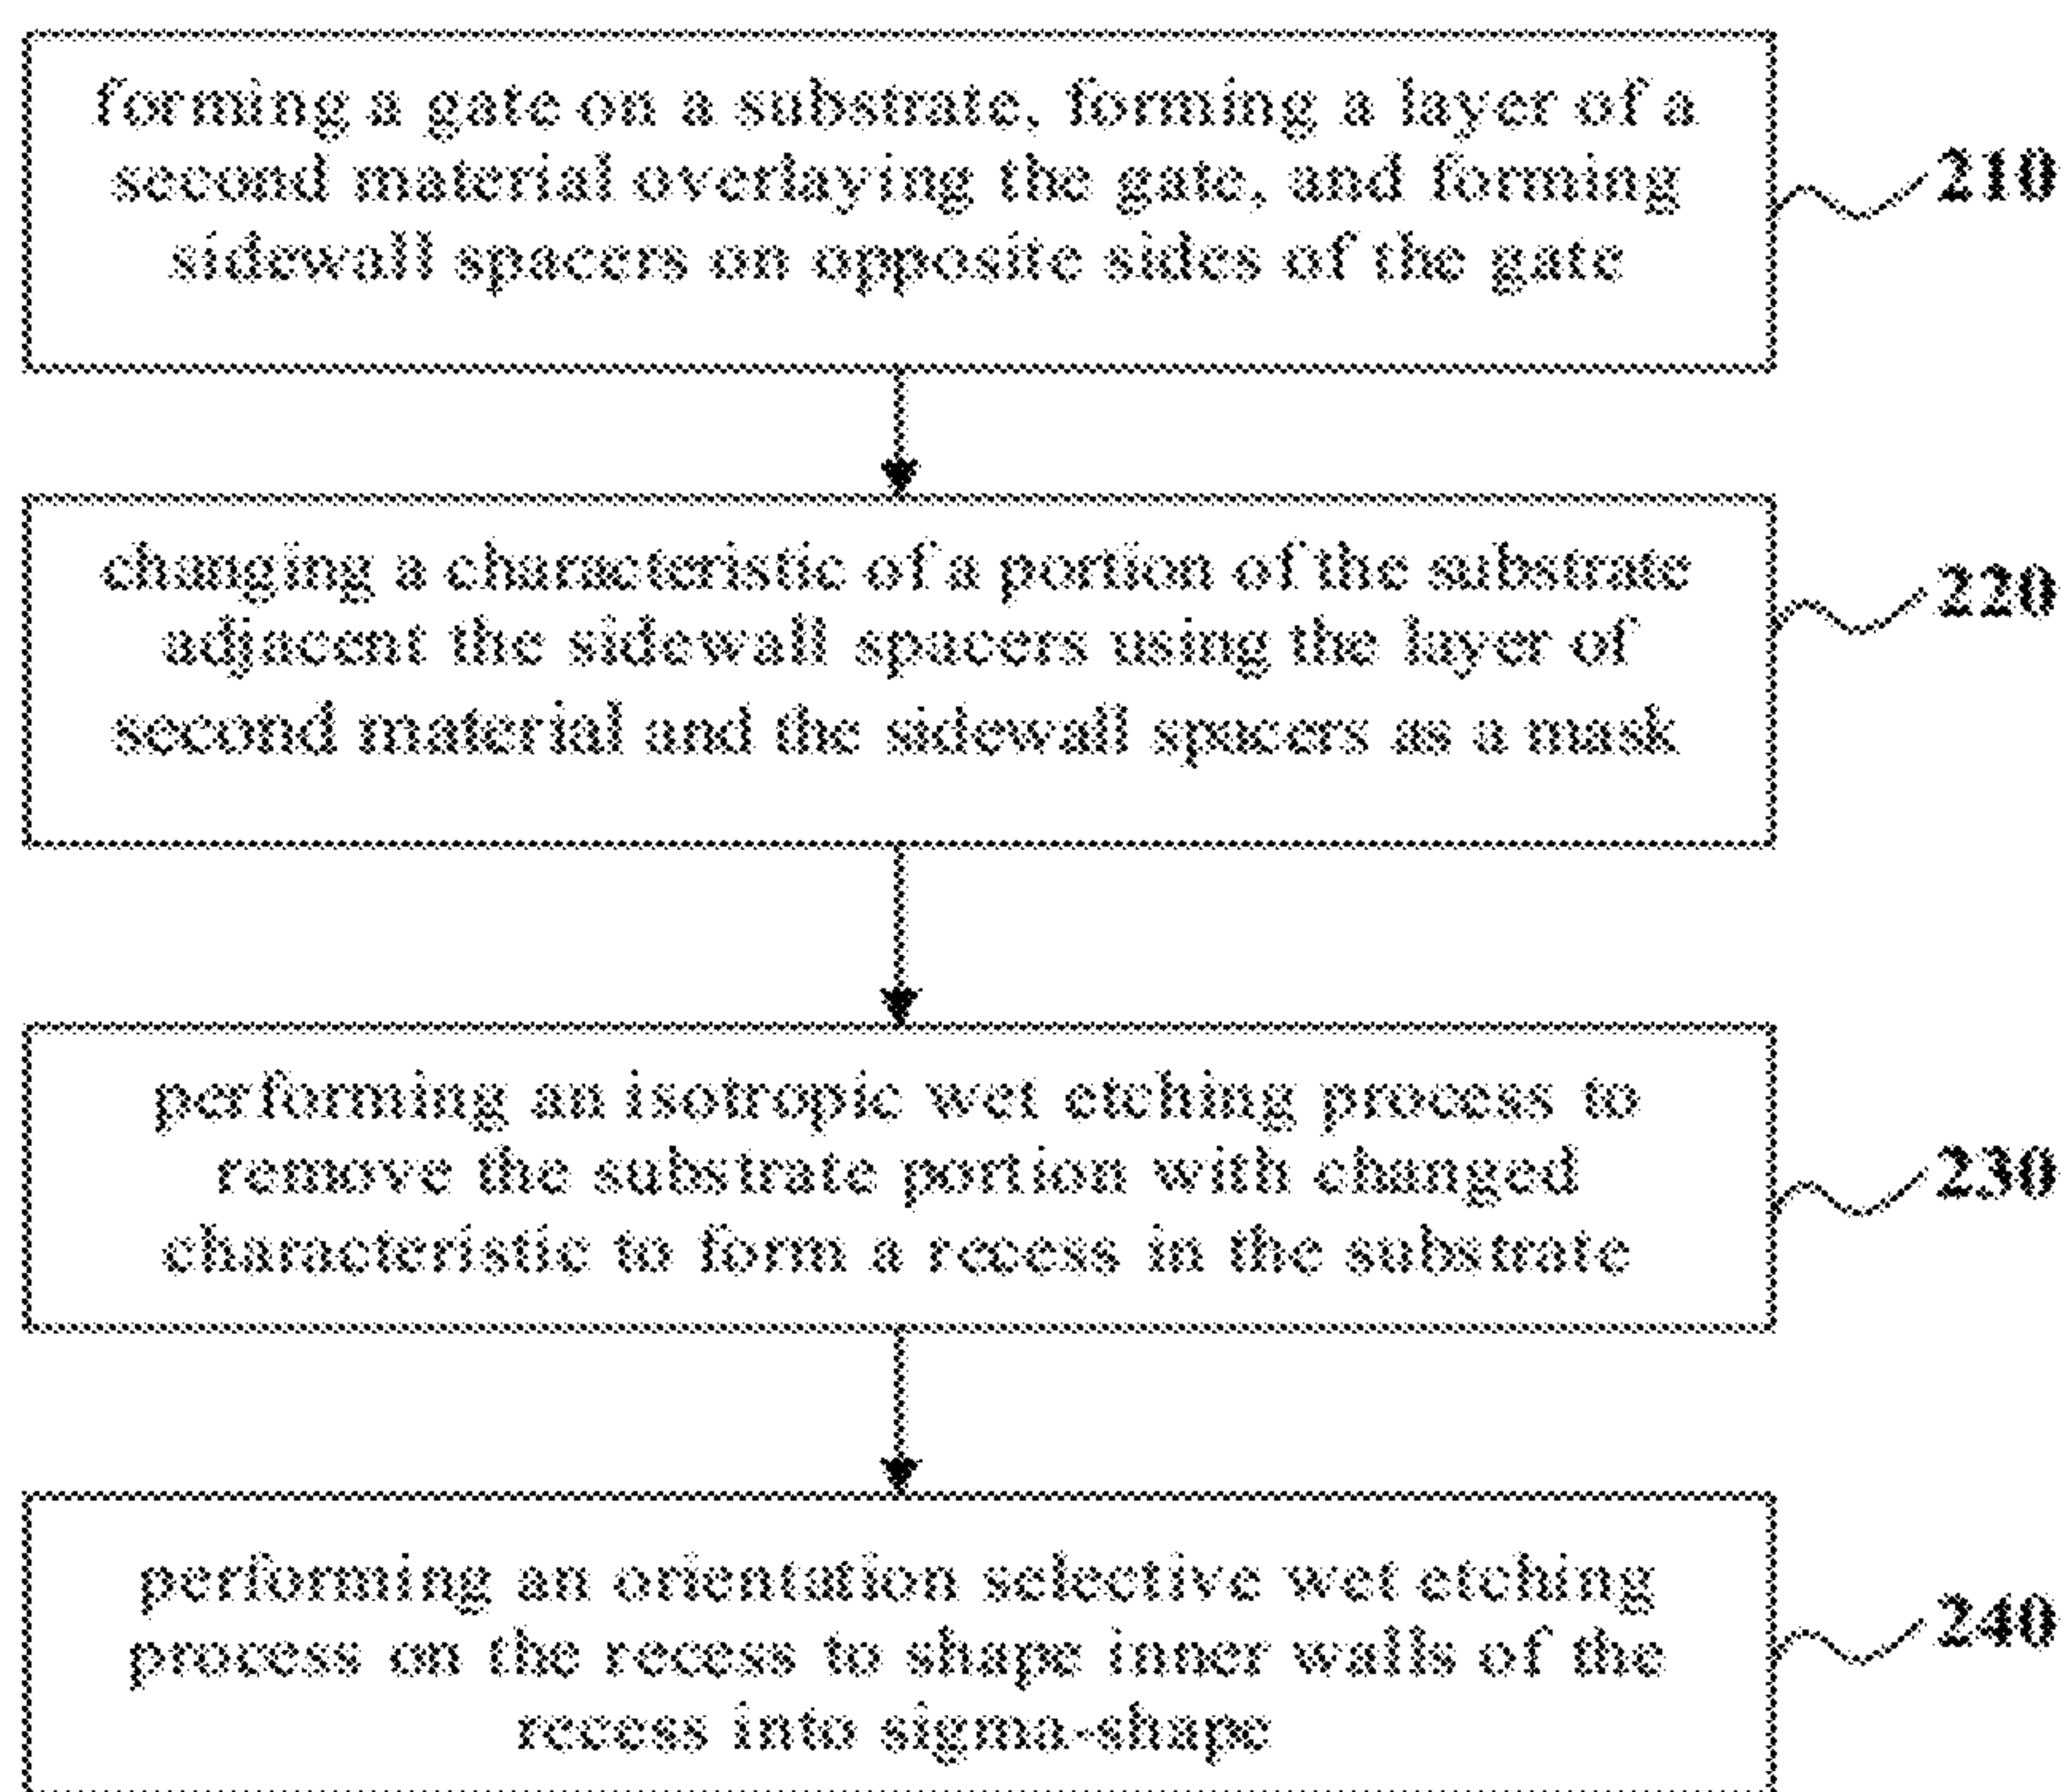 forming a gate on a substrate, forming a layer of a
second material overlaying the gate, and forming
sidewall spacers on opposite sides of the gate
210
changing a characteristic of a portion of the substrate
adjacent the sidewall spacers using the layer of
second material and the sidewall spacers as a mask
220
performing an isotropic wet etching process to
remove the substrate portion with changed
characteristic to form a recess in the substrate
230
performing an orientation selective wet etching
process on the recess to shape inner walls of the
recess into sigma-shape
240